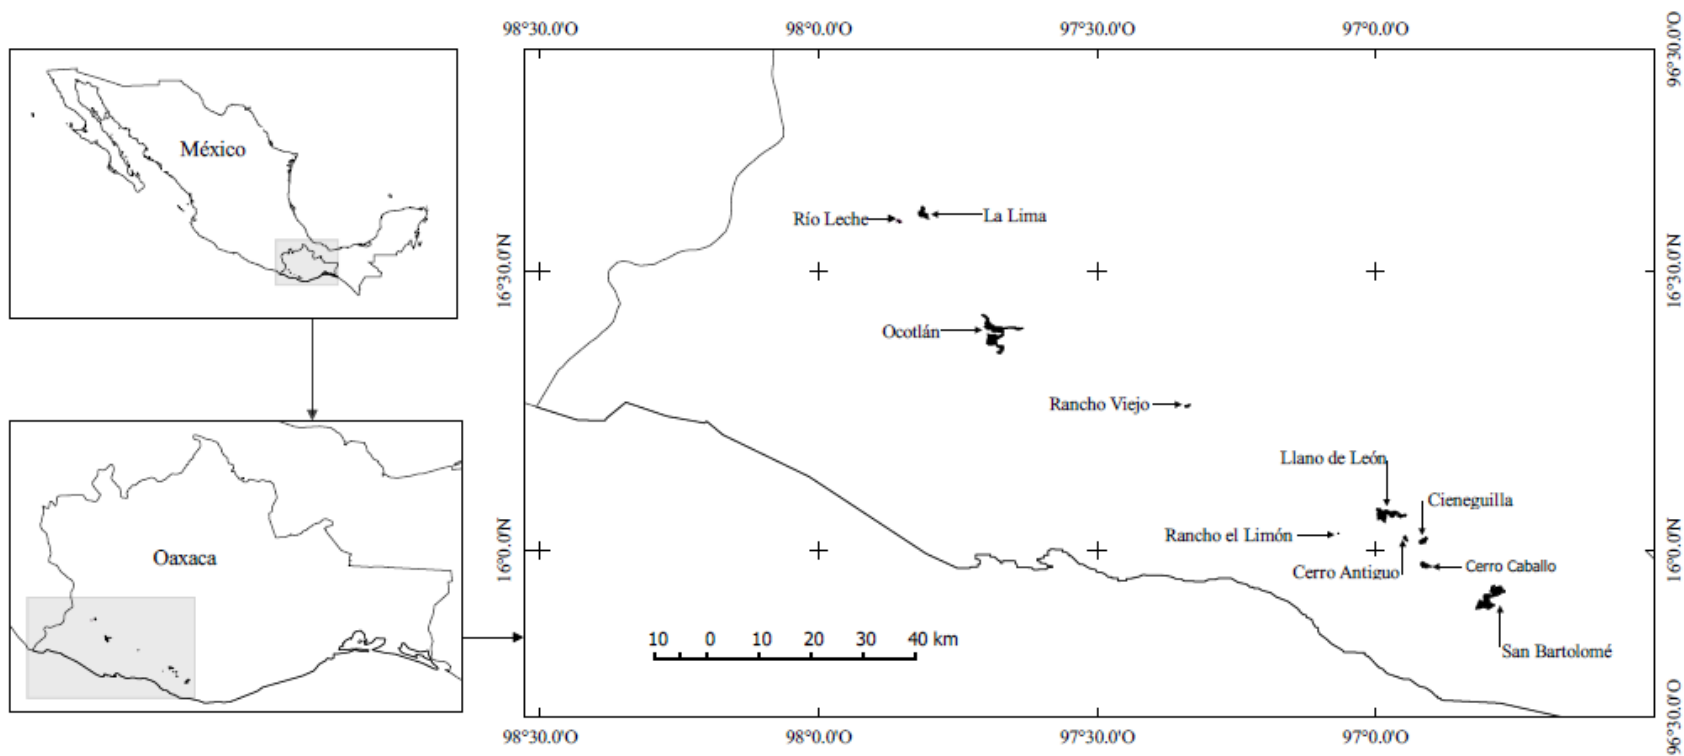 98°30.0'O 98°0.0'O 97°30.0'O 97°0.0'O 96°30.0'O
México
Río Leche
La Lima
16°30.0'N
16°30.0'N
Ocotlán
Rancho Viejo
Llano de León
Cieneguilla
Rancho el Limón
16°0.0'N
16°0.0'N
Oaxaca
Cerro Antiguo
Cerro Caballo
10 0 10 20 30 40 km
San Bartolomé
98°30.0'O 98°0.0'O 97°30.0'O 97°0.0'O 96°30.0'O